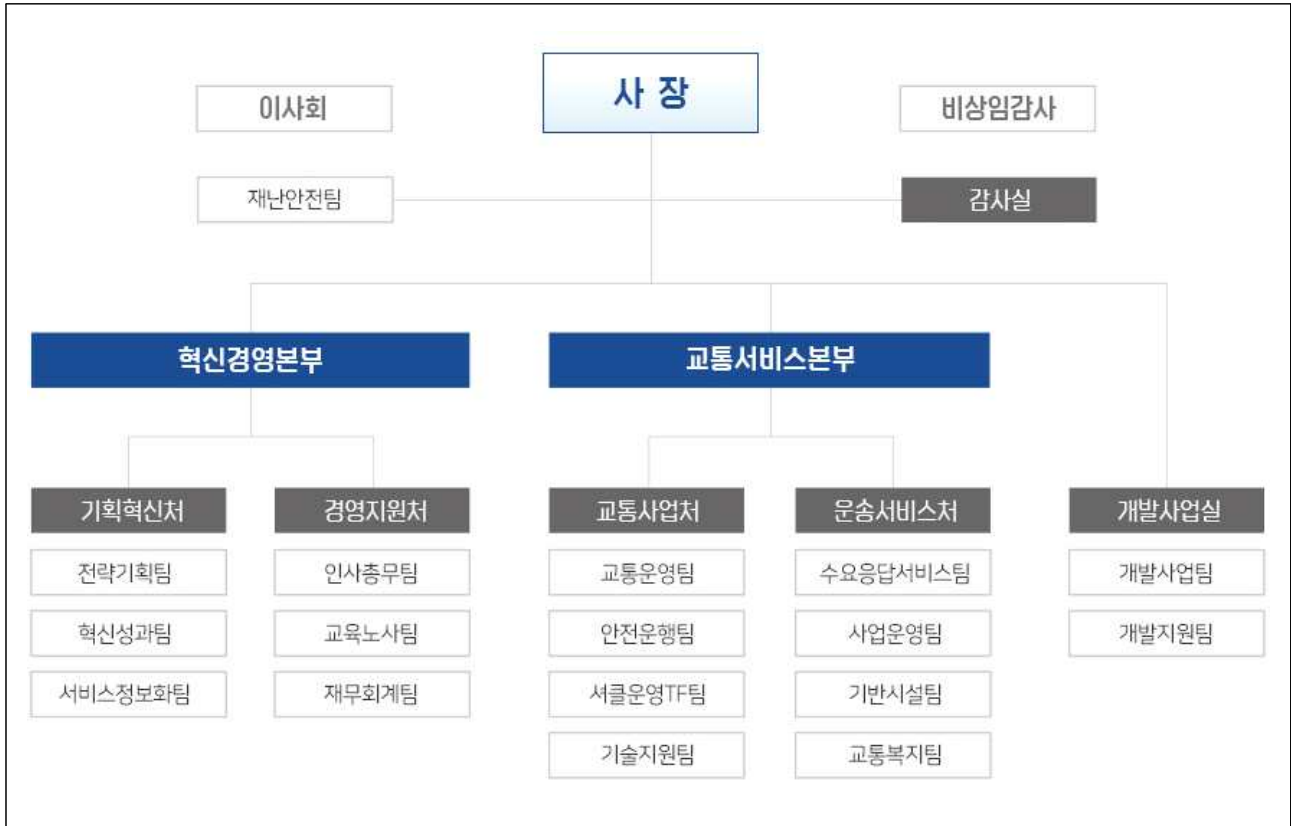 사 장
이사회
비상임감사
재난안전팀
감사실
혁신경영본부
교통서비스본부
기획혁신처
경영지원처
교통사업처
운송서비스처
개발사업실
전략기획팀
인사총무팀
교통운영팀
수요응답서비스팀
개발사업팀
혁신성과팀
교육노사팀
안전운행팀
사업운영팀
개발지원팀
서비스정보화팀
재무회계팀
셔클운영TF팀
기반시설팀
기술지원팀
교통복지팀